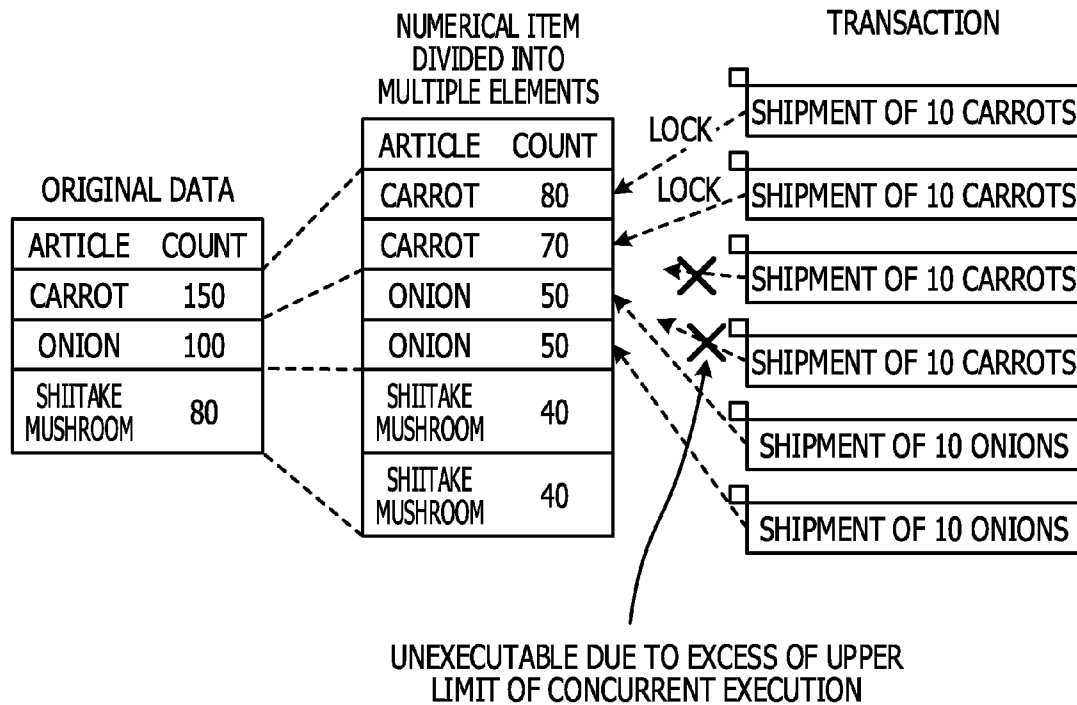 NUMERICAL ITEM
DIVIDED INTO
MULTIPLE ELEMENTS
TRANSACTION
ORIGINAL DATA
ARTICLE COUNT
CARROT 150
ONION 100
SHIITAKE
MUSHROOM 80
ARTICLE COUNT
CARROT 80
CARROT 70
ONION 50
ONION 50
SHIITAKE
MUSHROOM 40
SHIITAKE
MUSHROOM 40
LOCK
LOCK
SHIPMENT OF 10 CARROTS
SHIPMENT OF 10 CARROTS
SHIPMENT OF 10 CARROTS
SHIPMENT OF 10 CARROTS
SHIPMENT OF 10 ONIONS
SHIPMENT OF 10 ONIONS
UNEXECUTABLE DUE TO EXCESS OF UPPER
LIMIT OF CONCURRENT EXECUTION